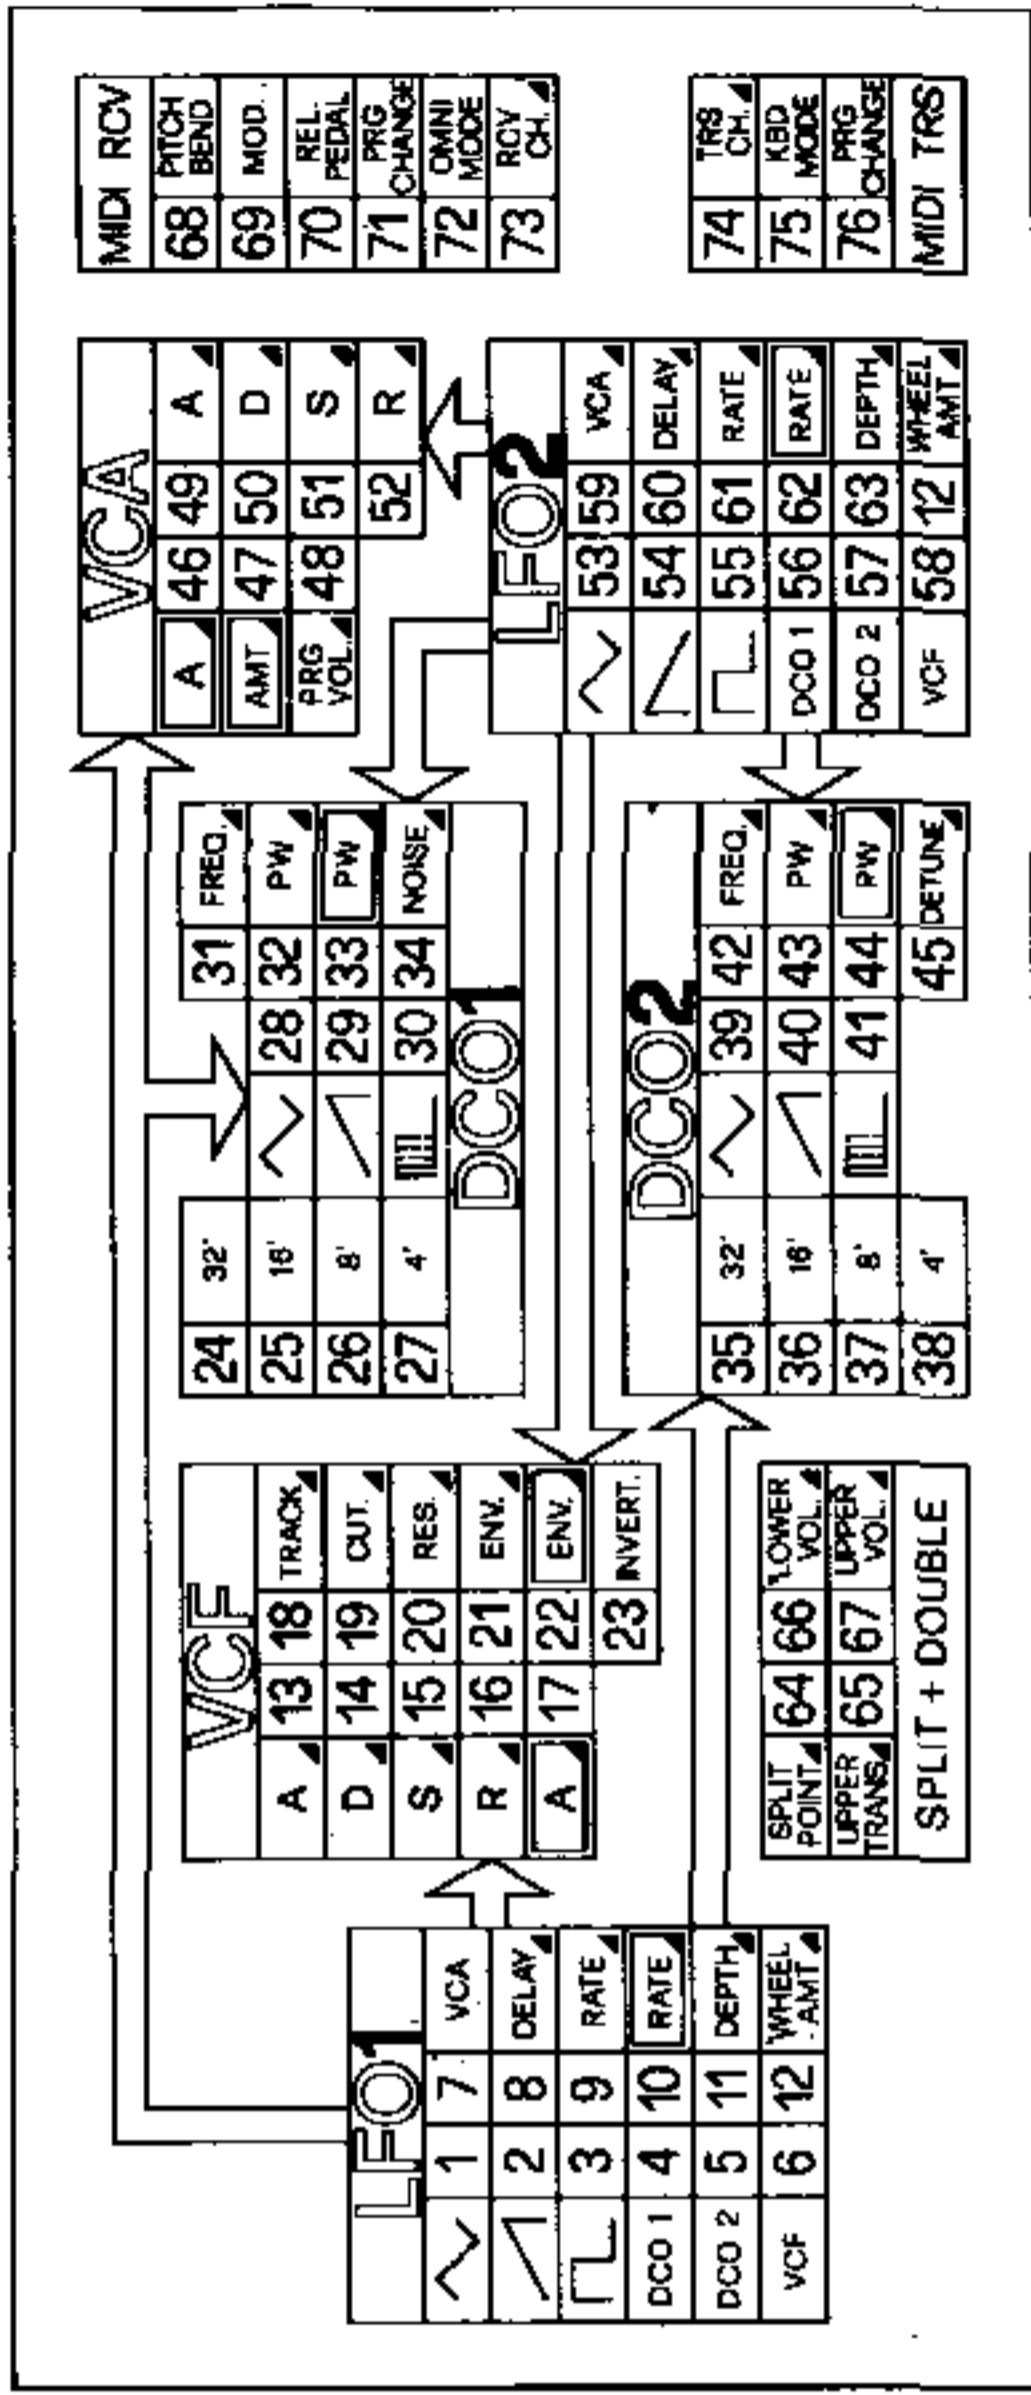 LFO1
1 7 VCA
2 8 DELAY
3 9 RATE
DCO 1 4 10 RATE
DCO 2 5 11 DEPTH
VCF 6 12 WHEEL AMT.
VCF
A 13 18 TRACK
D 14 19 CUT.
S 15 20 RES.
R 16 21 ENV.
A 17 22 ENV.
23 INVERT.
SPLIT POINT 64 66 LOWER VOL.
UPPER TRANS. 65 67 UPPER VOL.
SPLIT + DOUBLE
24 32' 31 FREQ.
25 16' 28 32 PW
26 8' 29 33 PW
27 4' 30 34 NOISE
DCO1
DCO2
35 32' 39 42 FREQ.
36 16' 40 43 PW
37 8' 41 44 PW
38 4' 45 DETUNE
VCA
A 46 49 A
AMT 47 50 D
PRG VOL. 48 51 S
52 R
LFO2
53 59 VCA
54 60 DELAY
55 61 RATE
DCO 1 56 62 RATE
DCO 2 57 63 DEPTH
VCF 58 12 WHEEL AMT.
MIDI RCV
68 PITCH BEND
69 MOD.
70 REL. PEDAL
71 PRG CHANGE
72 OMNI MODE
73 RCV CH.
74 TRS CH.
75 KBD MODE
76 PRG CHANGE
MIDI TRS